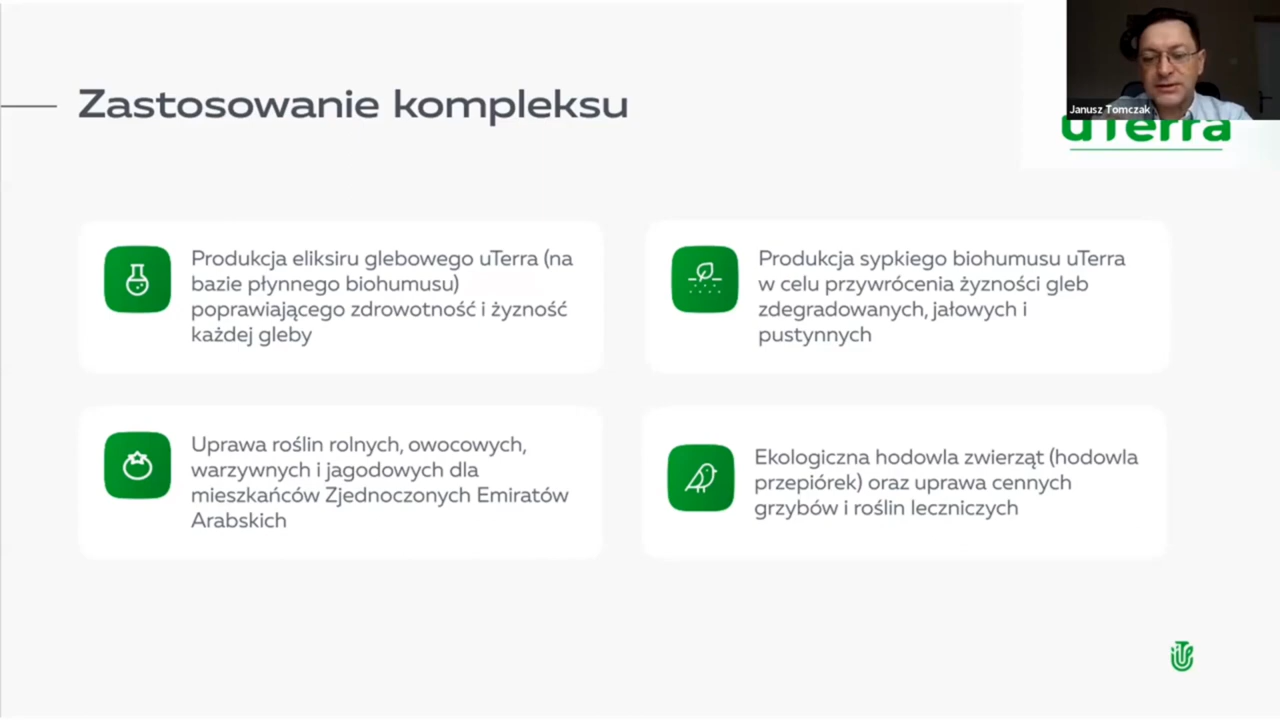 Zastosowanie kompleksu
Janusz Tomczak
uTerra
Produkcja eliksiru glebowego uTerra (na
bazie płynnego biohumusu)
poprawiającego zdrowotność i żyzność
każdej gleby
Produkcja sypkiego biohumusu uTerra
w celu przywrócenia żyzności gleb
zdegradowanych, jałowych i
pustynnych
Uprawa roślin rolnych, owocowych,
warzywnych i jagodowych dla
mieszkańców Zjednoczonych Emiratów
Arabskich
Ekologiczna hodowla zwierząt (hodowla
przepiórek) oraz uprawa cennych
grzybów i roślin leczniczych